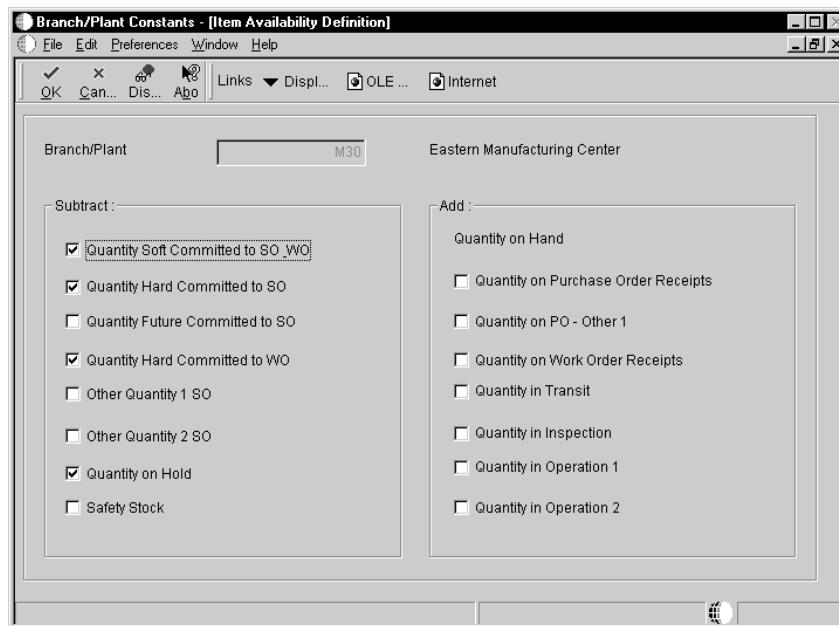 Branch/Plant Constants - [Item Availability Definition]
File Edit Preferences Window Help
OK Can... Dis... Abo Links Displ... OLE ... Internet
Branch/Plant M30 Eastern Manufacturing Center
Subtract :
Quantity Soft Committed to SO_WO
Quantity Hard Committed to SO
Quantity Future Committed to SO
Quantity Hard Committed to WO
Other Quantity 1 SO
Other Quantity 2 SO
Quantity on Hold
Safety Stock
Add :
Quantity on Hand
Quantity on Purchase Order Receipts
Quantity on PO - Other 1
Quantity on Work Order Receipts
Quantity in Transit
Quantity in Inspection
Quantity in Operation 1
Quantity in Operation 2